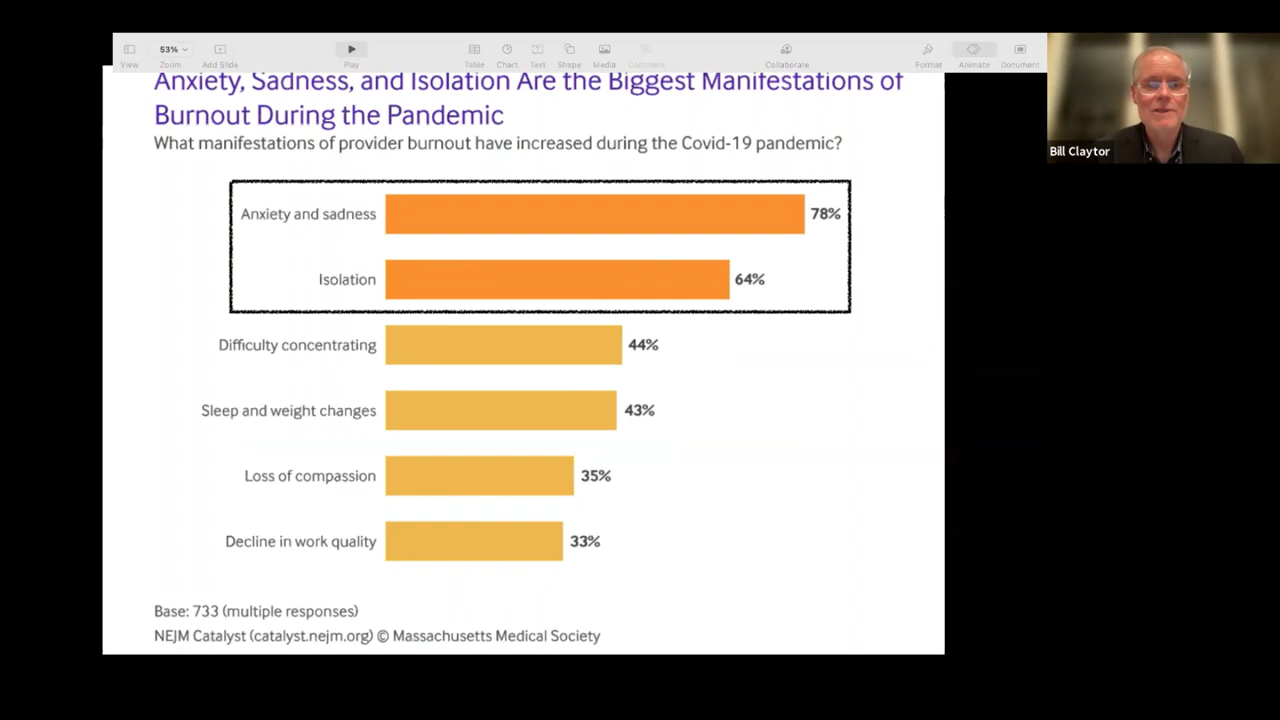 53%
View
Zoom
Add Slide
Play
Table
Chart
Text
Shape
Media
Comment
Collaborate
Format
Animate
Document
Anxiety, Sadness, and Isolation Are the Biggest Manifestations of
Burnout During the Pandemic
What manifestations of provider burnout have increased during the Covid-19 pandemic?
Anxiety and sadness 78%
Isolation 64%
Difficulty concentrating 44%
Sleep and weight changes 43%
Loss of compassion 35%
Decline in work quality 33%
Base: 733 (multiple responses)
NEJM Catalyst (catalyst.nejm.org) © Massachusetts Medical Society
Bill Claytor